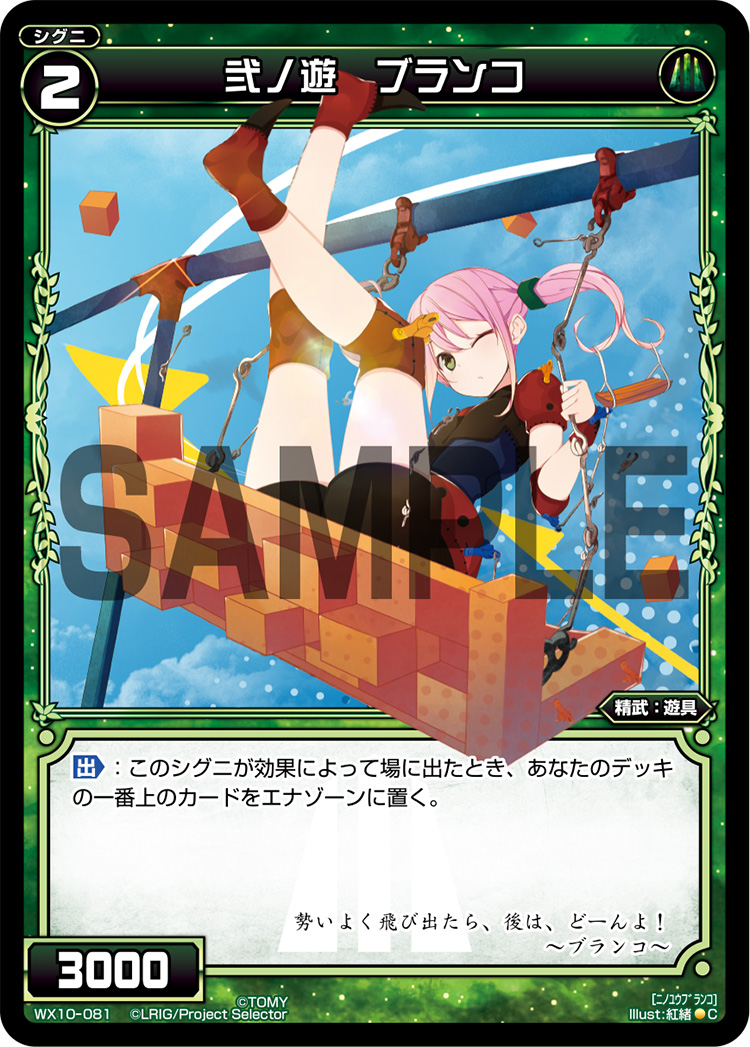 シグニ
2
弐ノ遊 ブランコ
SAMPLE
精武：遊具
出：このシグニが効果によって場に出たとき、あなたのデッキ
の一番上のカードをエナゾーンに置く。
勢いよく飛び出たら、後は、どーんよ！
～ブランコ～
3000
WX10-081 ©LRIG/Project Selector
©TOMY
[ニノユウブランコ]
Illust:紅緒 C